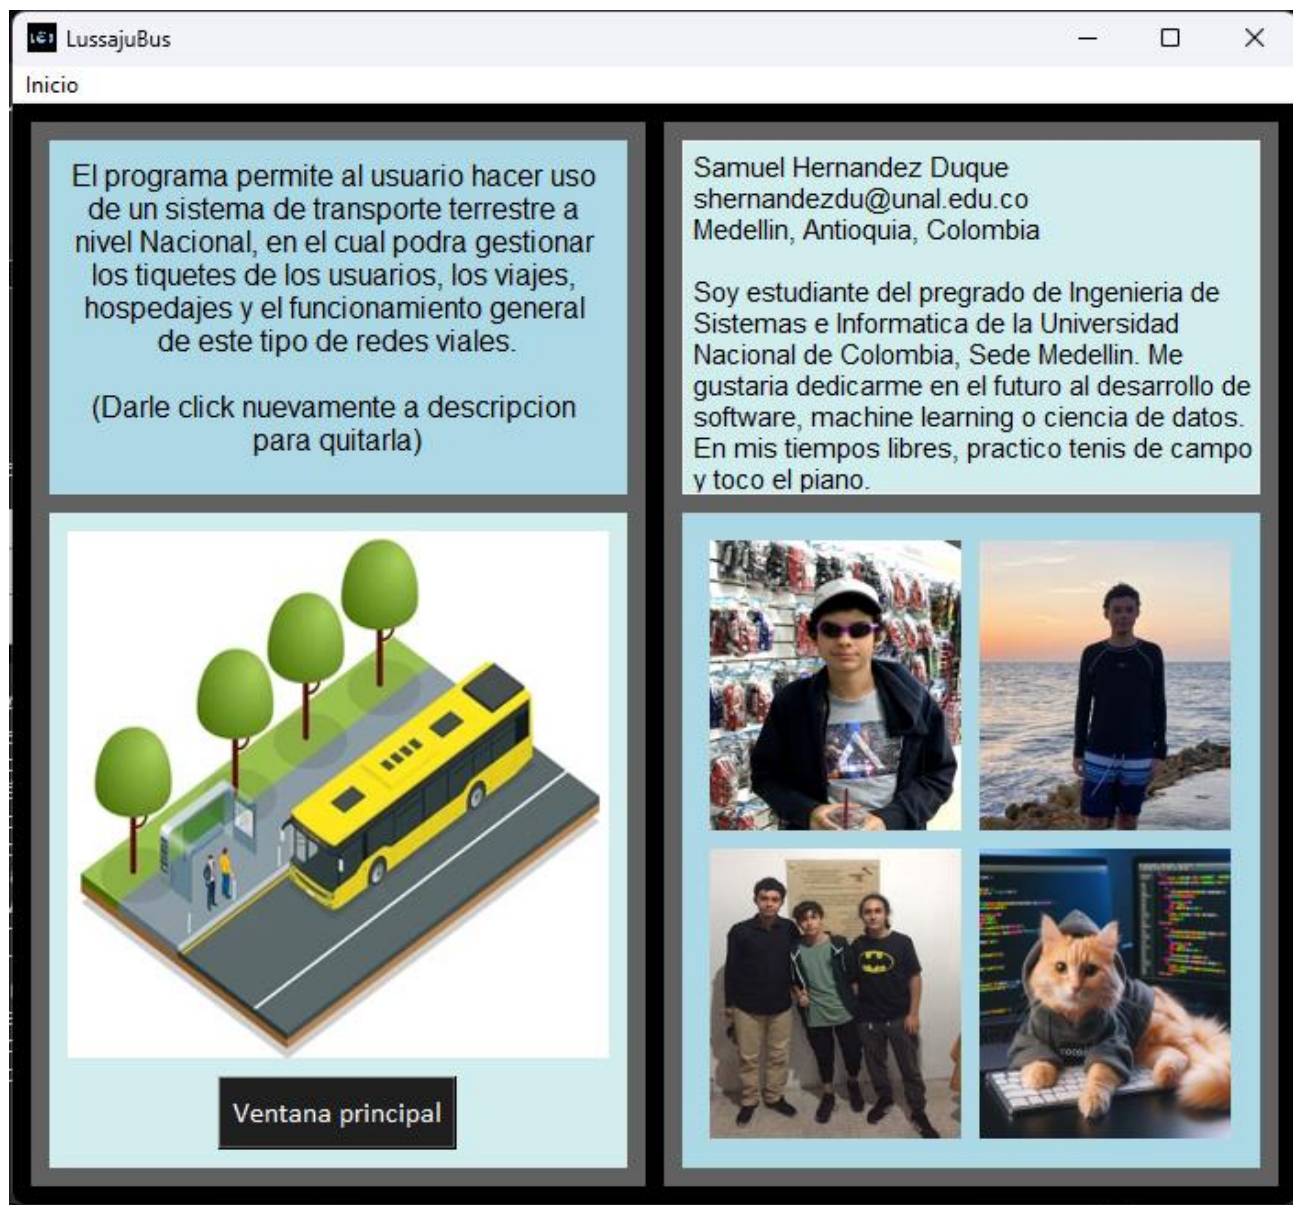 LussajuBus
Inicio
El programa permite al usuario hacer uso
de un sistema de transporte terrestre a
nivel Nacional, en el cual podra gestionar
los tiquetes de los usuarios, los viajes,
hospedajes y el funcionamiento general
de este tipo de redes viales.
(Darle click nuevamente a descripcion
para quitarla)
Ventana principal
Samuel Hernandez Duque
shernandezdu@unal.edu.co
Medellin, Antioquia, Colombia
Soy estudiante del pregrado de Ingenieria de
Sistemas e Informatica de la Universidad
Nacional de Colombia, Sede Medellin. Me
gustaria dedicarme en el futuro al desarrollo de
software, machine learning o ciencia de datos.
En mis tiempos libres, practico tenis de campo
y toco el piano.